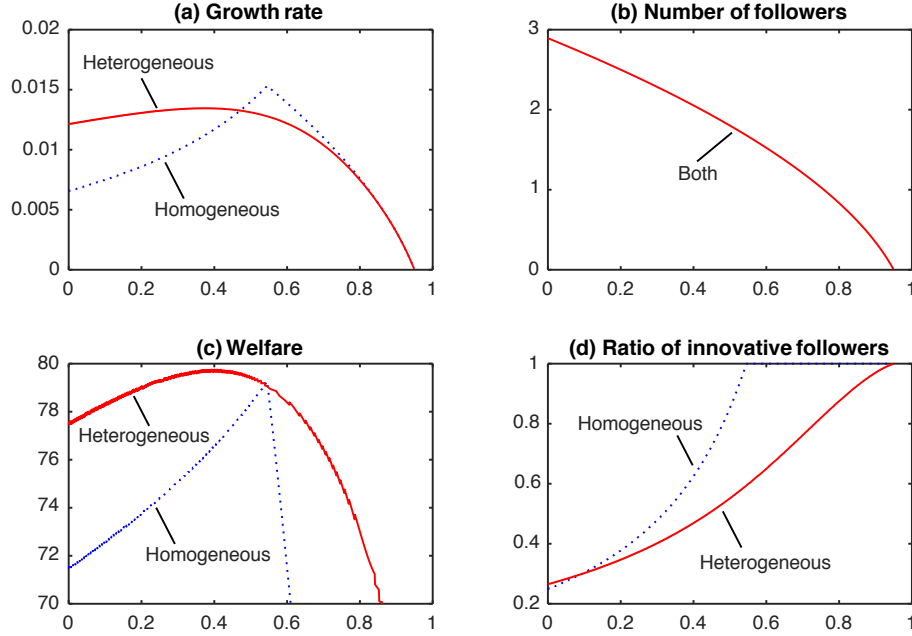 (a) Growth rate
0.02
0.015
0.01
0.005
0
Heterogeneous
Homogeneous
0 0.2 0.4 0.6 0.8 1
(b) Number of followers
3
2
1
0
Both
0 0.2 0.4 0.6 0.8 1
(c) Welfare
80
78
76
74
72
70
Heterogeneous
Homogeneous
0 0.2 0.4 0.6 0.8 1
(d) Ratio of innovative followers
1
0.8
0.6
0.4
0.2
Homogeneous
Heterogeneous
0 0.2 0.4 0.6 0.8 1